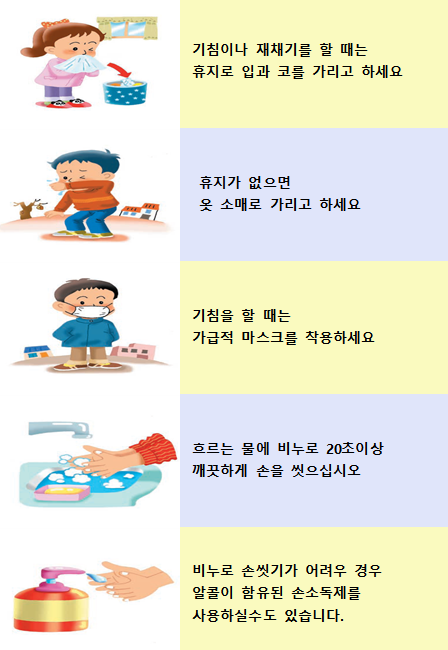 기침이나 재채기를 할 때는
휴지로 입과 코를 가리고 하세요
휴지가 없으면
옷 소매로 가리고 하세요
기침을 할 때는
가급적 마스크를 착용하세요
흐르는 물에 비누로 20초이상
깨끗하게 손을 씻으십시오
비누로 손씻기가 어려우 경우
알콜이 함유된 손소독제를
사용하실수도 있습니다.